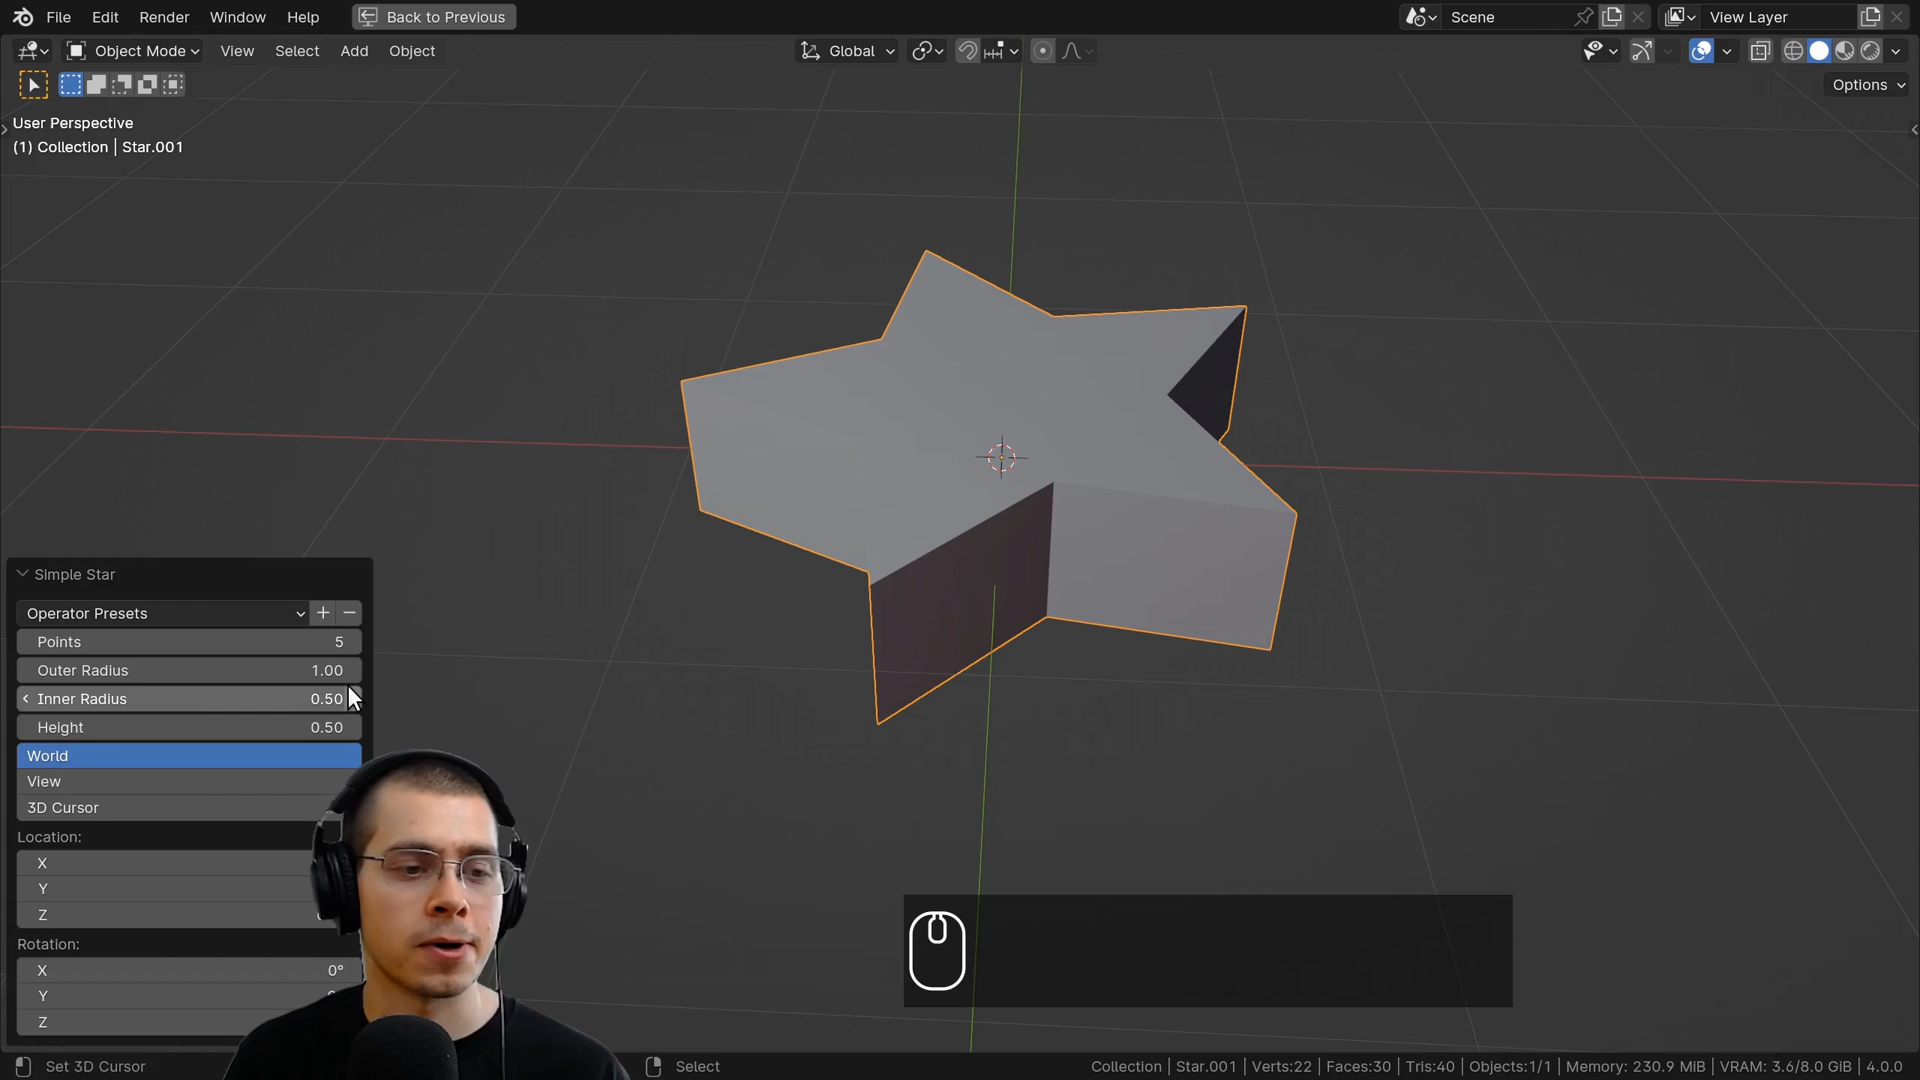 File Edit Render Window Help Back to Previous Scene View Layer
Object Mode View Select Add Object Global
Options
User Perspective
(1) Collection | Star.001
Simple Star
Operator Presets + −
Points 5
Outer Radius 1.00
Inner Radius 0.50
Height 0.50
World
View
3D Cursor
Location:
X
Y
Z
Rotation:
X 0°
Y
Z
Set 3D Cursor Select Collection | Star.001 | Verts:22 | Faces:30 | Tris:40 | Objects:1/1 | Memory: 230.9 MiB | VRAM: 3.6/8.0 GiB | 4.0.0